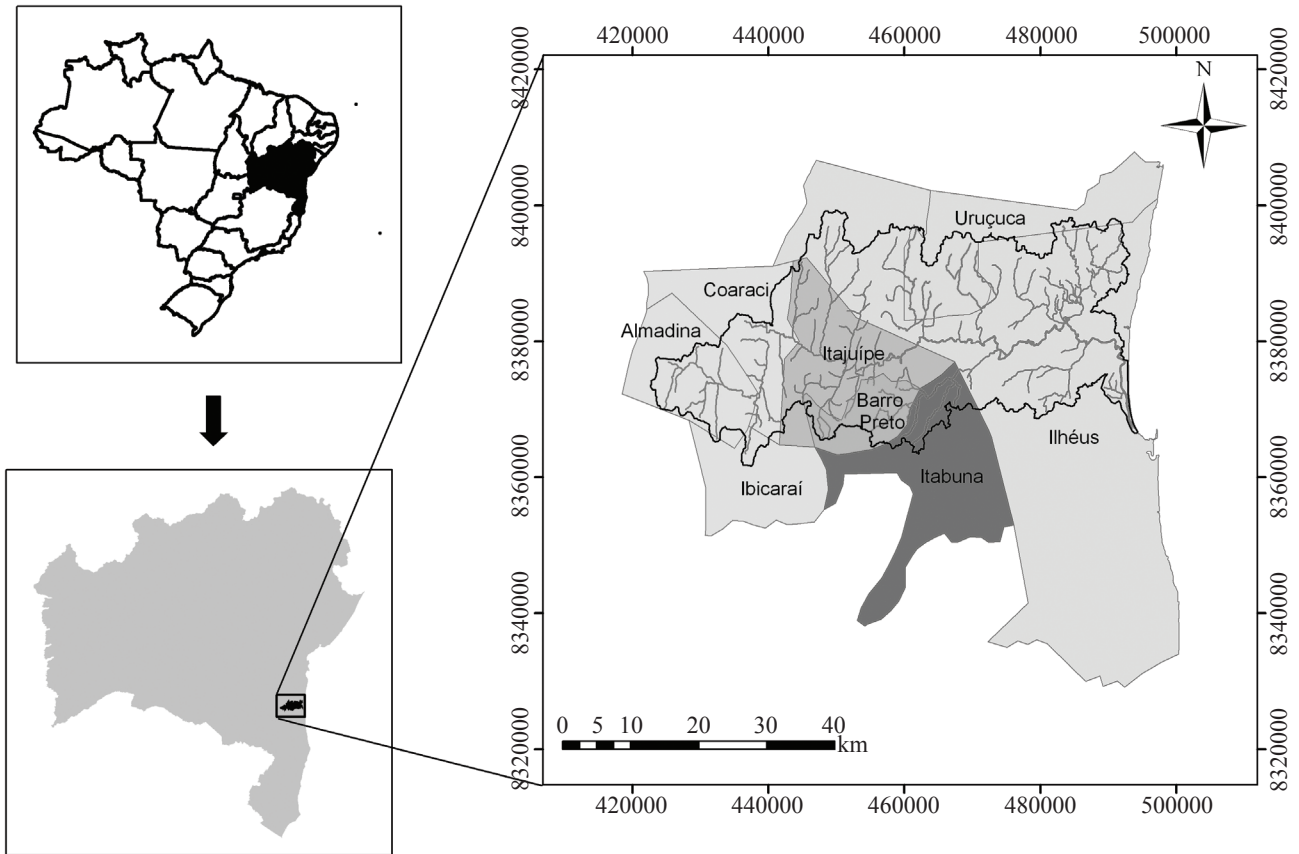 420000 440000 460000 480000 500000
8420000 8420000
N
8400000 8400000
Uruçuca
Coaraci
Almadina
8380000 8380000
Itajuípe
Barro
Preto
Ilhéus
8360000 8360000
Ibicaraí
Itabuna
8340000 8340000
0 5 10 20 30 40
km
8320000 8320000
420000 440000 460000 480000 500000